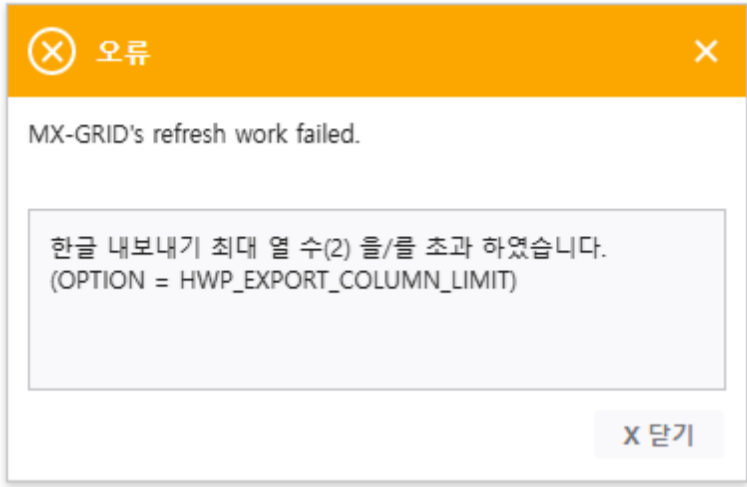 오류
MX-GRID's refresh work failed.
한글 내보내기 최대 열 수(2) 을/를 초과 하였습니다.
(OPTION = HWP_EXPORT_COLUMN_LIMIT)
X 닫기